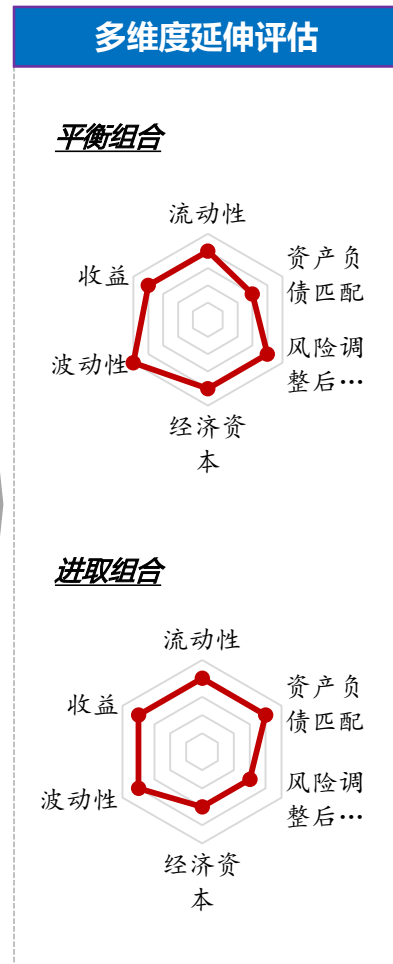 多维度延伸评估
平衡组合
流动性
资产负
债匹配
风险调
整后…
经济资
本
波动性
收益
进取组合
流动性
资产负
债匹配
风险调
整后…
经济资
本
波动性
收益